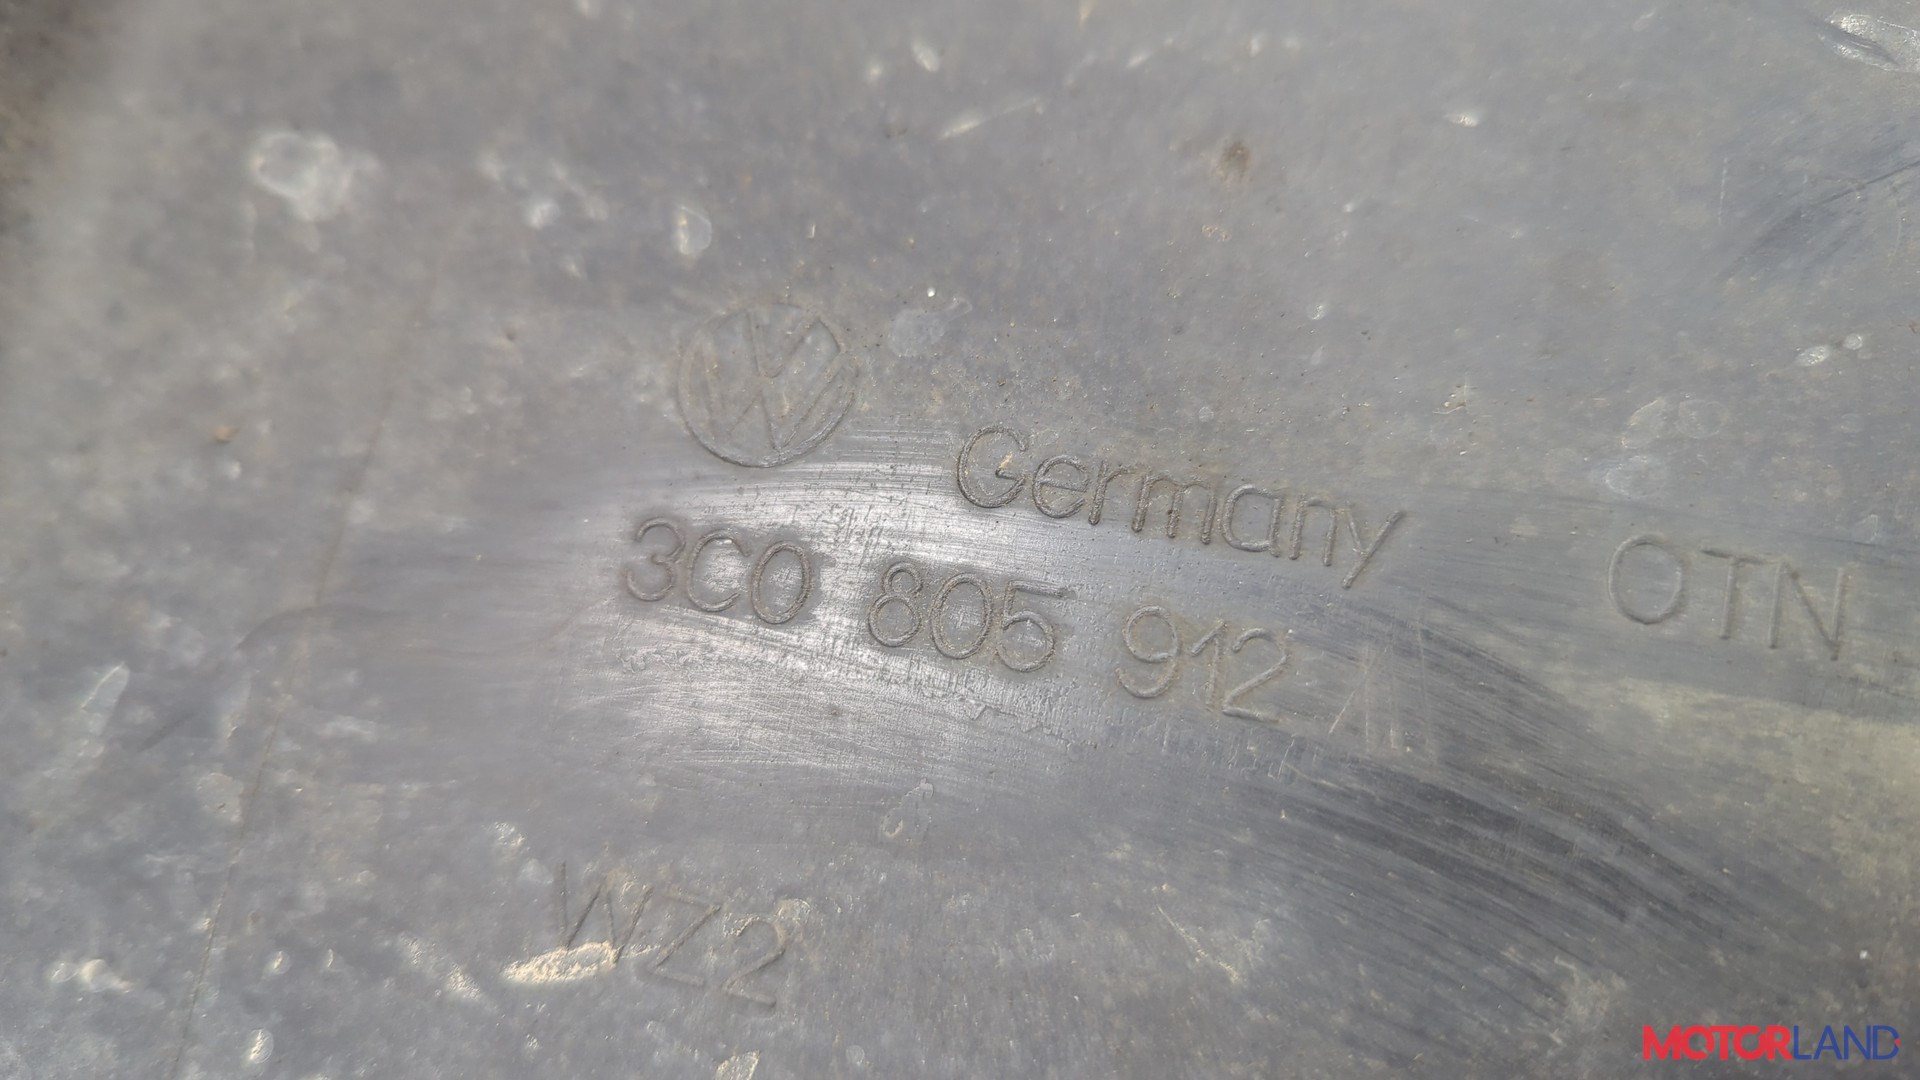 Germany
3C0 805 912
OTN
WZ2
MOTORLAND